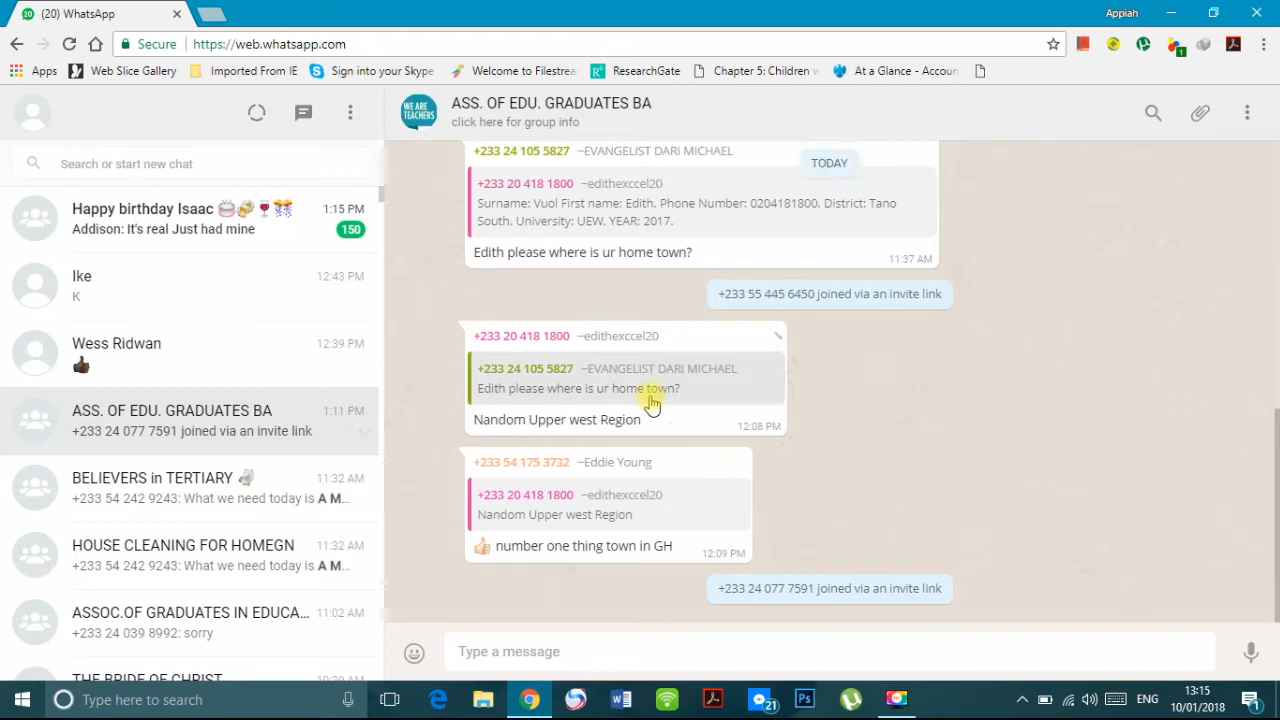 (20) WhatsApp
Appiah
Secure https://web.whatsapp.com
Apps Web Slice Gallery Imported From IE Sign into your Skype Welcome to Filestrea ResearchGate Chapter 5: Children At a Glance - Accoun
Search or start new chat
Happy birthday Isaac 🎂🍻🍷🎊 1:15 PM
Addison: It's real Just had mine 150
Ike 12:43 PM
K
Wess Ridwan 12:39 PM
ASS. OF EDU. GRADUATES BA 1:11 PM
+233 24 077 7591 joined via an invite link
BELIEVERS in TERTIARY 11:32 AM
+233 54 242 9243: What we need today is A M...
HOUSE CLEANING FOR HOMEGN 11:32 AM
+233 54 242 9243: What we need today is A M...
ASSOC.OF GRADUATES IN EDUCA... 11:02 AM
+233 24 039 8992: sorry
THE BRIDE OF CHRIST
WE ARE TEACHERS
ASS. OF EDU. GRADUATES BA
click here for group info
+233 24 105 5827 ~EVANGELIST DARI MICHAEL
TODAY
+233 20 418 1800 ~edithexccel20
Surname: Vuol First name: Edith. Phone Number: 0204181800. District: Tano
South. University: UEW. YEAR: 2017.
Edith please where is ur home town?
11:37 AM
+233 55 445 6450 joined via an invite link
+233 20 418 1800 ~edithexccel20
+233 24 105 5827 ~EVANGELIST DARI MICHAEL
Edith please where is ur home town?
Nandom Upper west Region
12:08 PM
+233 54 175 3732 ~Eddie Young
+233 20 418 1800 ~edithexccel20
Nandom Upper west Region
👍 number one thing town in GH
12:09 PM
+233 24 077 7591 joined via an invite link
Type a message
Type here to search
21
ENG
13:15
10/01/2018